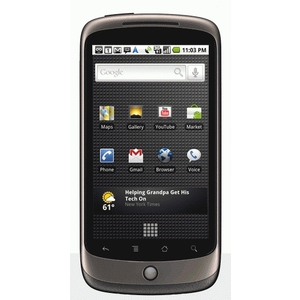 11:03 PM
Google
Maps Gallery YouTube Market
Phone Gmail Browser Voice
61°
Helping Grandpa Get His
Tech On
New York Times